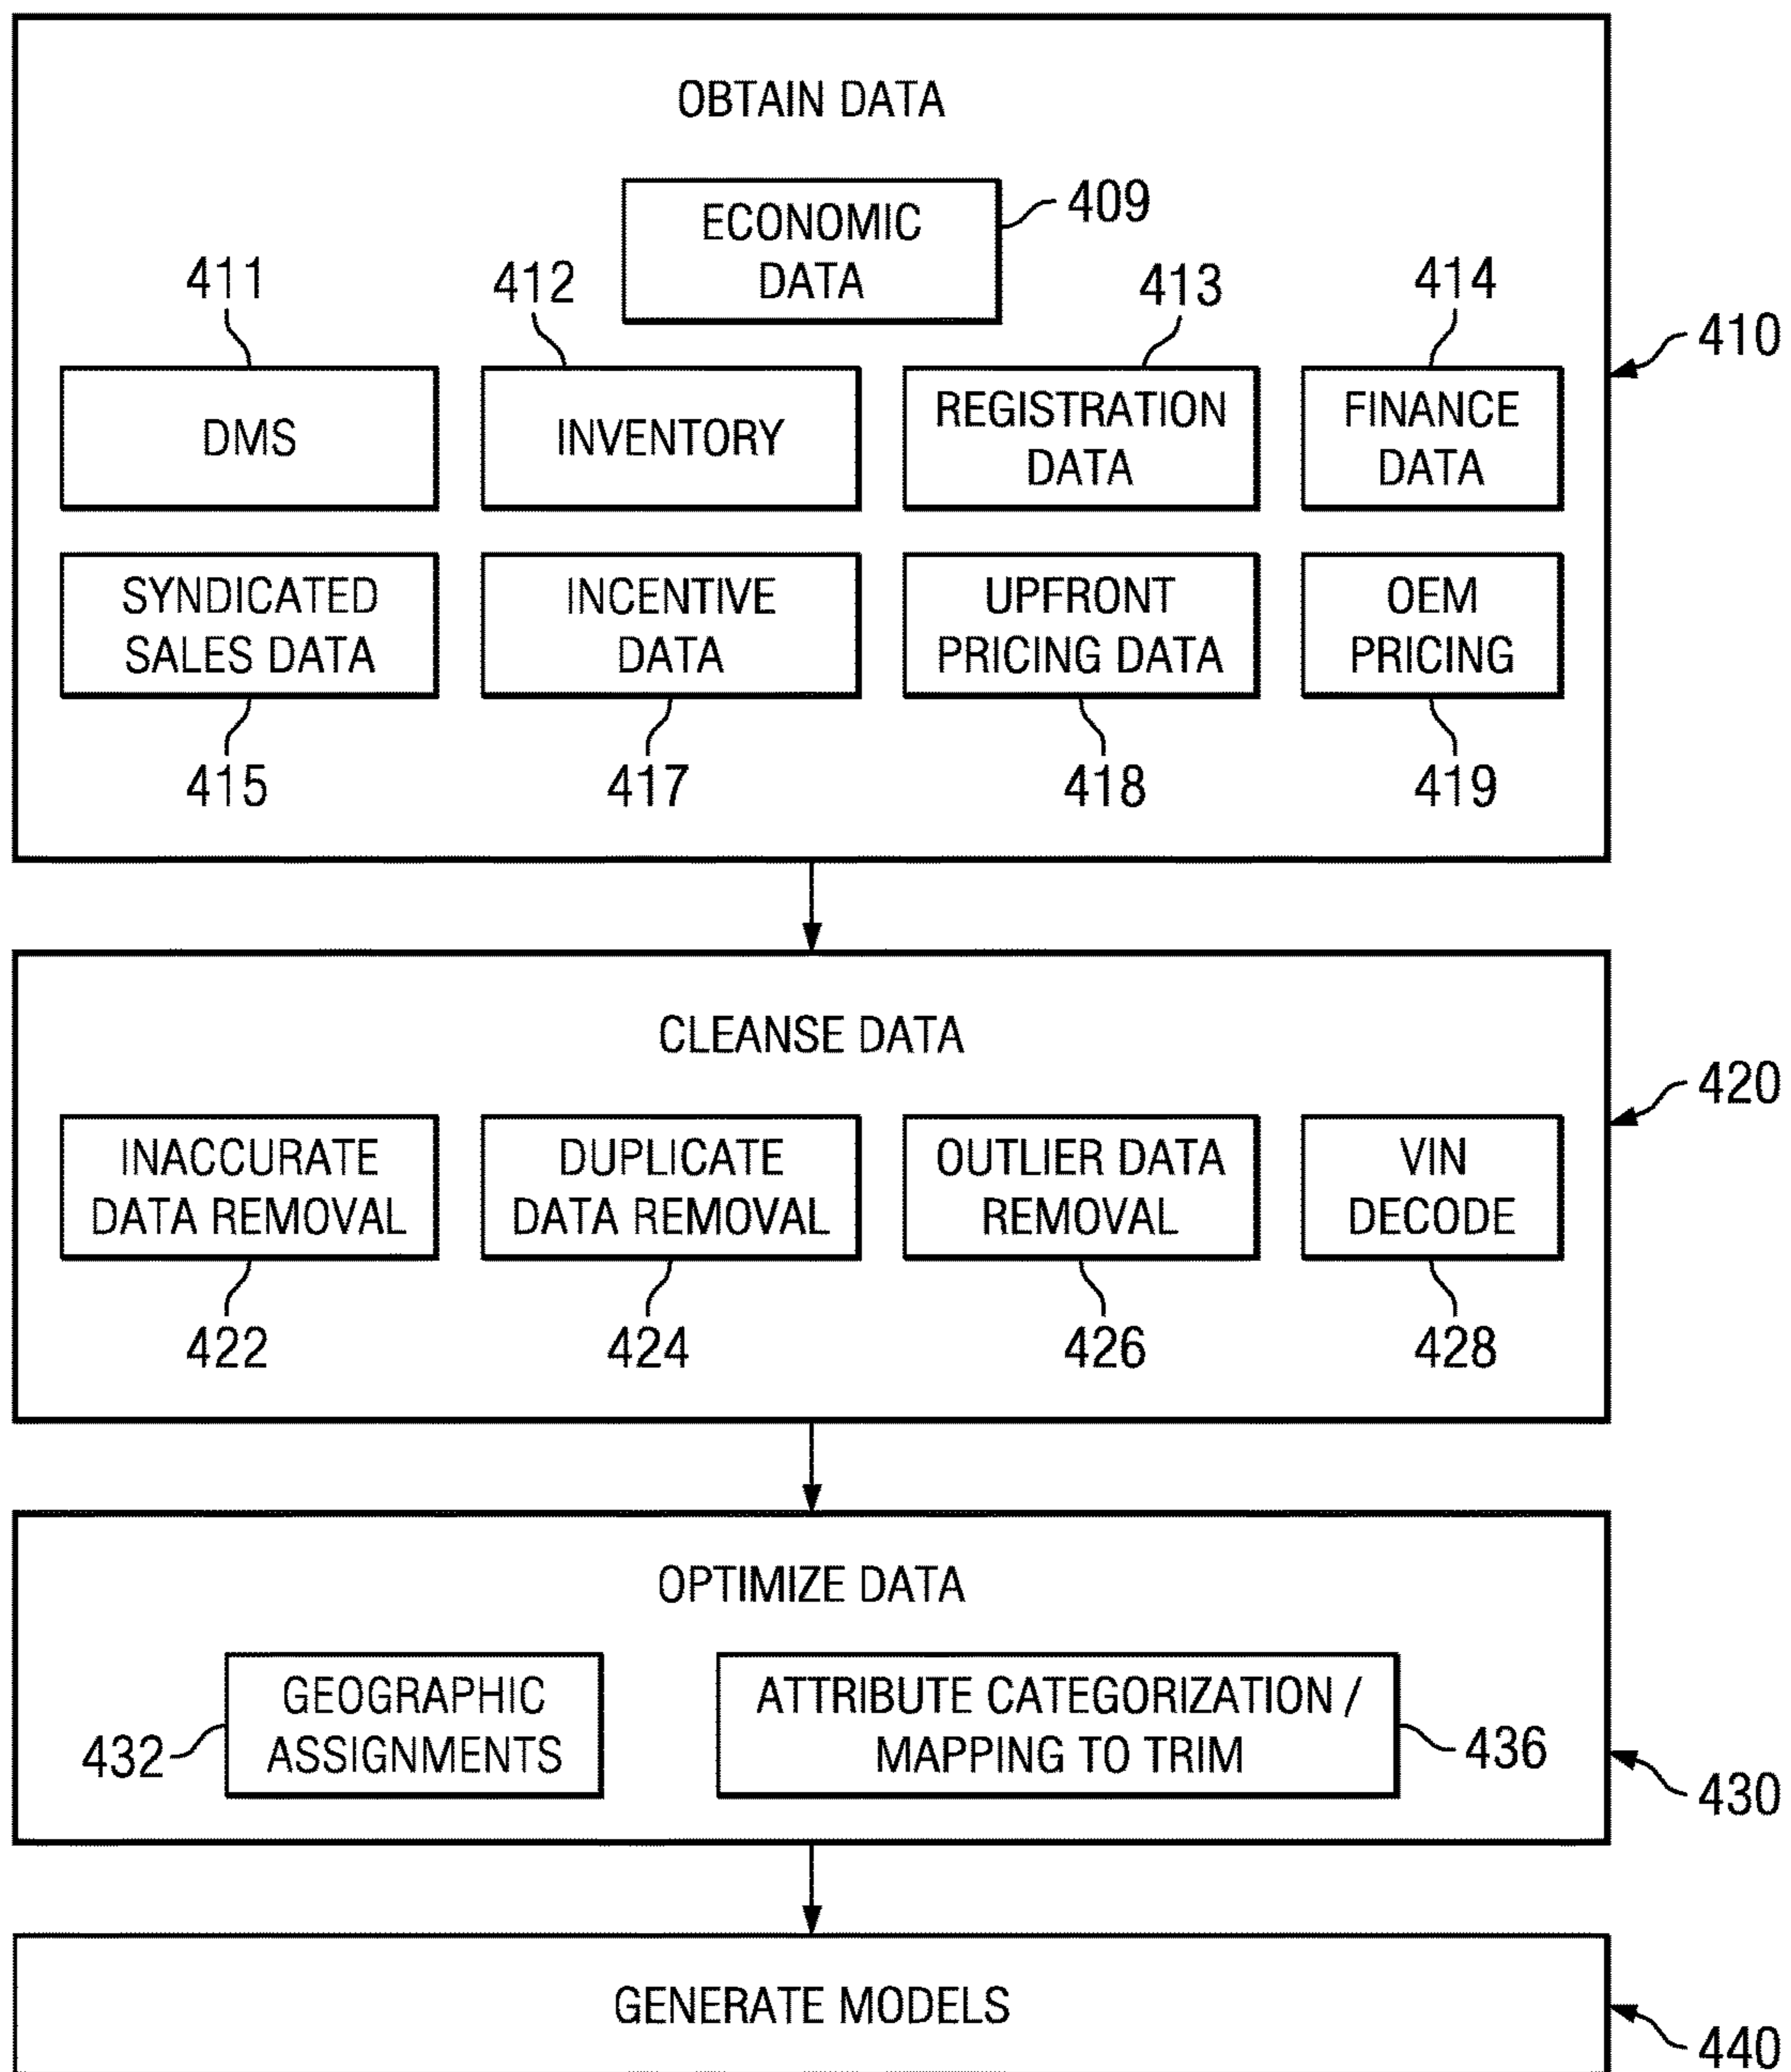 OBTAIN DATA
ECONOMIC
DATA
409
411
412
413
414
410
DMS
INVENTORY
REGISTRATION
DATA
FINANCE
DATA
SYNDICATED
SALES DATA
INCENTIVE
DATA
UPFRONT
PRICING DATA
OEM
PRICING
415
417
418
419
CLEANSE DATA
420
INACCURATE
DATA REMOVAL
DUPLICATE
DATA REMOVAL
OUTLIER DATA
REMOVAL
VIN
DECODE
422
424
426
428
OPTIMIZE DATA
432
GEOGRAPHIC
ASSIGNMENTS
ATTRIBUTE CATEGORIZATION /
MAPPING TO TRIM
436
430
GENERATE MODELS
440